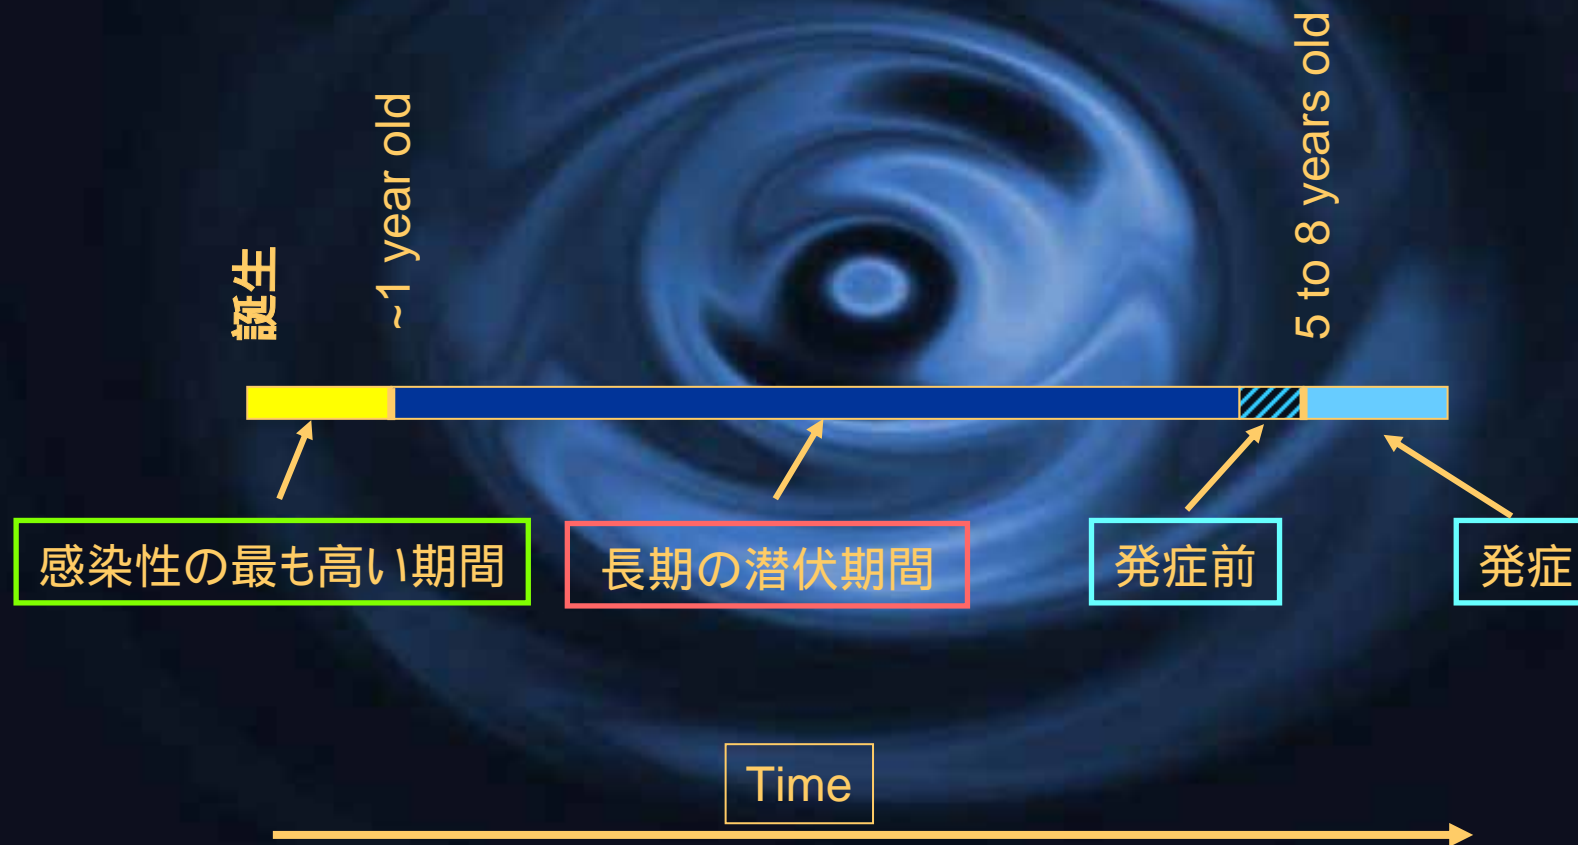 誕生
~1 year old
5 to 8 years old
感染性の最も高い期間
長期の潜伏期間
発症前
発症
Time